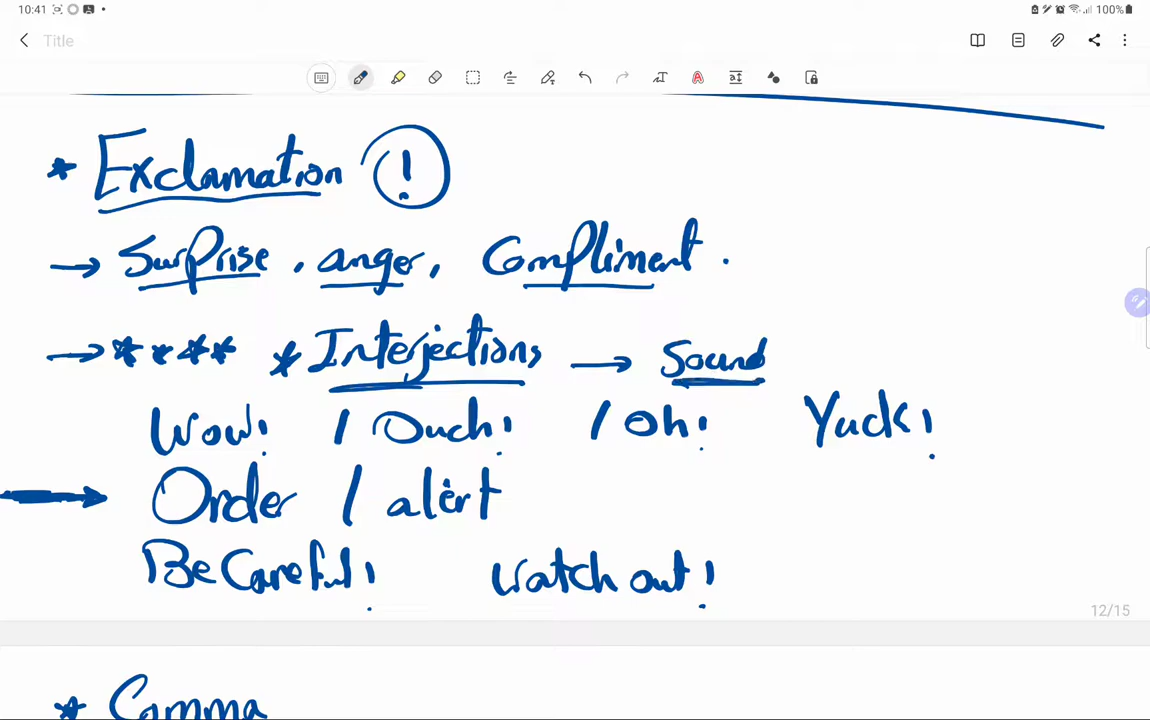 10:41 100%
Title
* Exclamation !
→ Surprise, anger, Compliment.
→ **** * Interjections → Sound
Wow! / Ouch! / Oh! Yuck!
→ Order / alert
Be Careful! Watch out!
12/15
* Comma